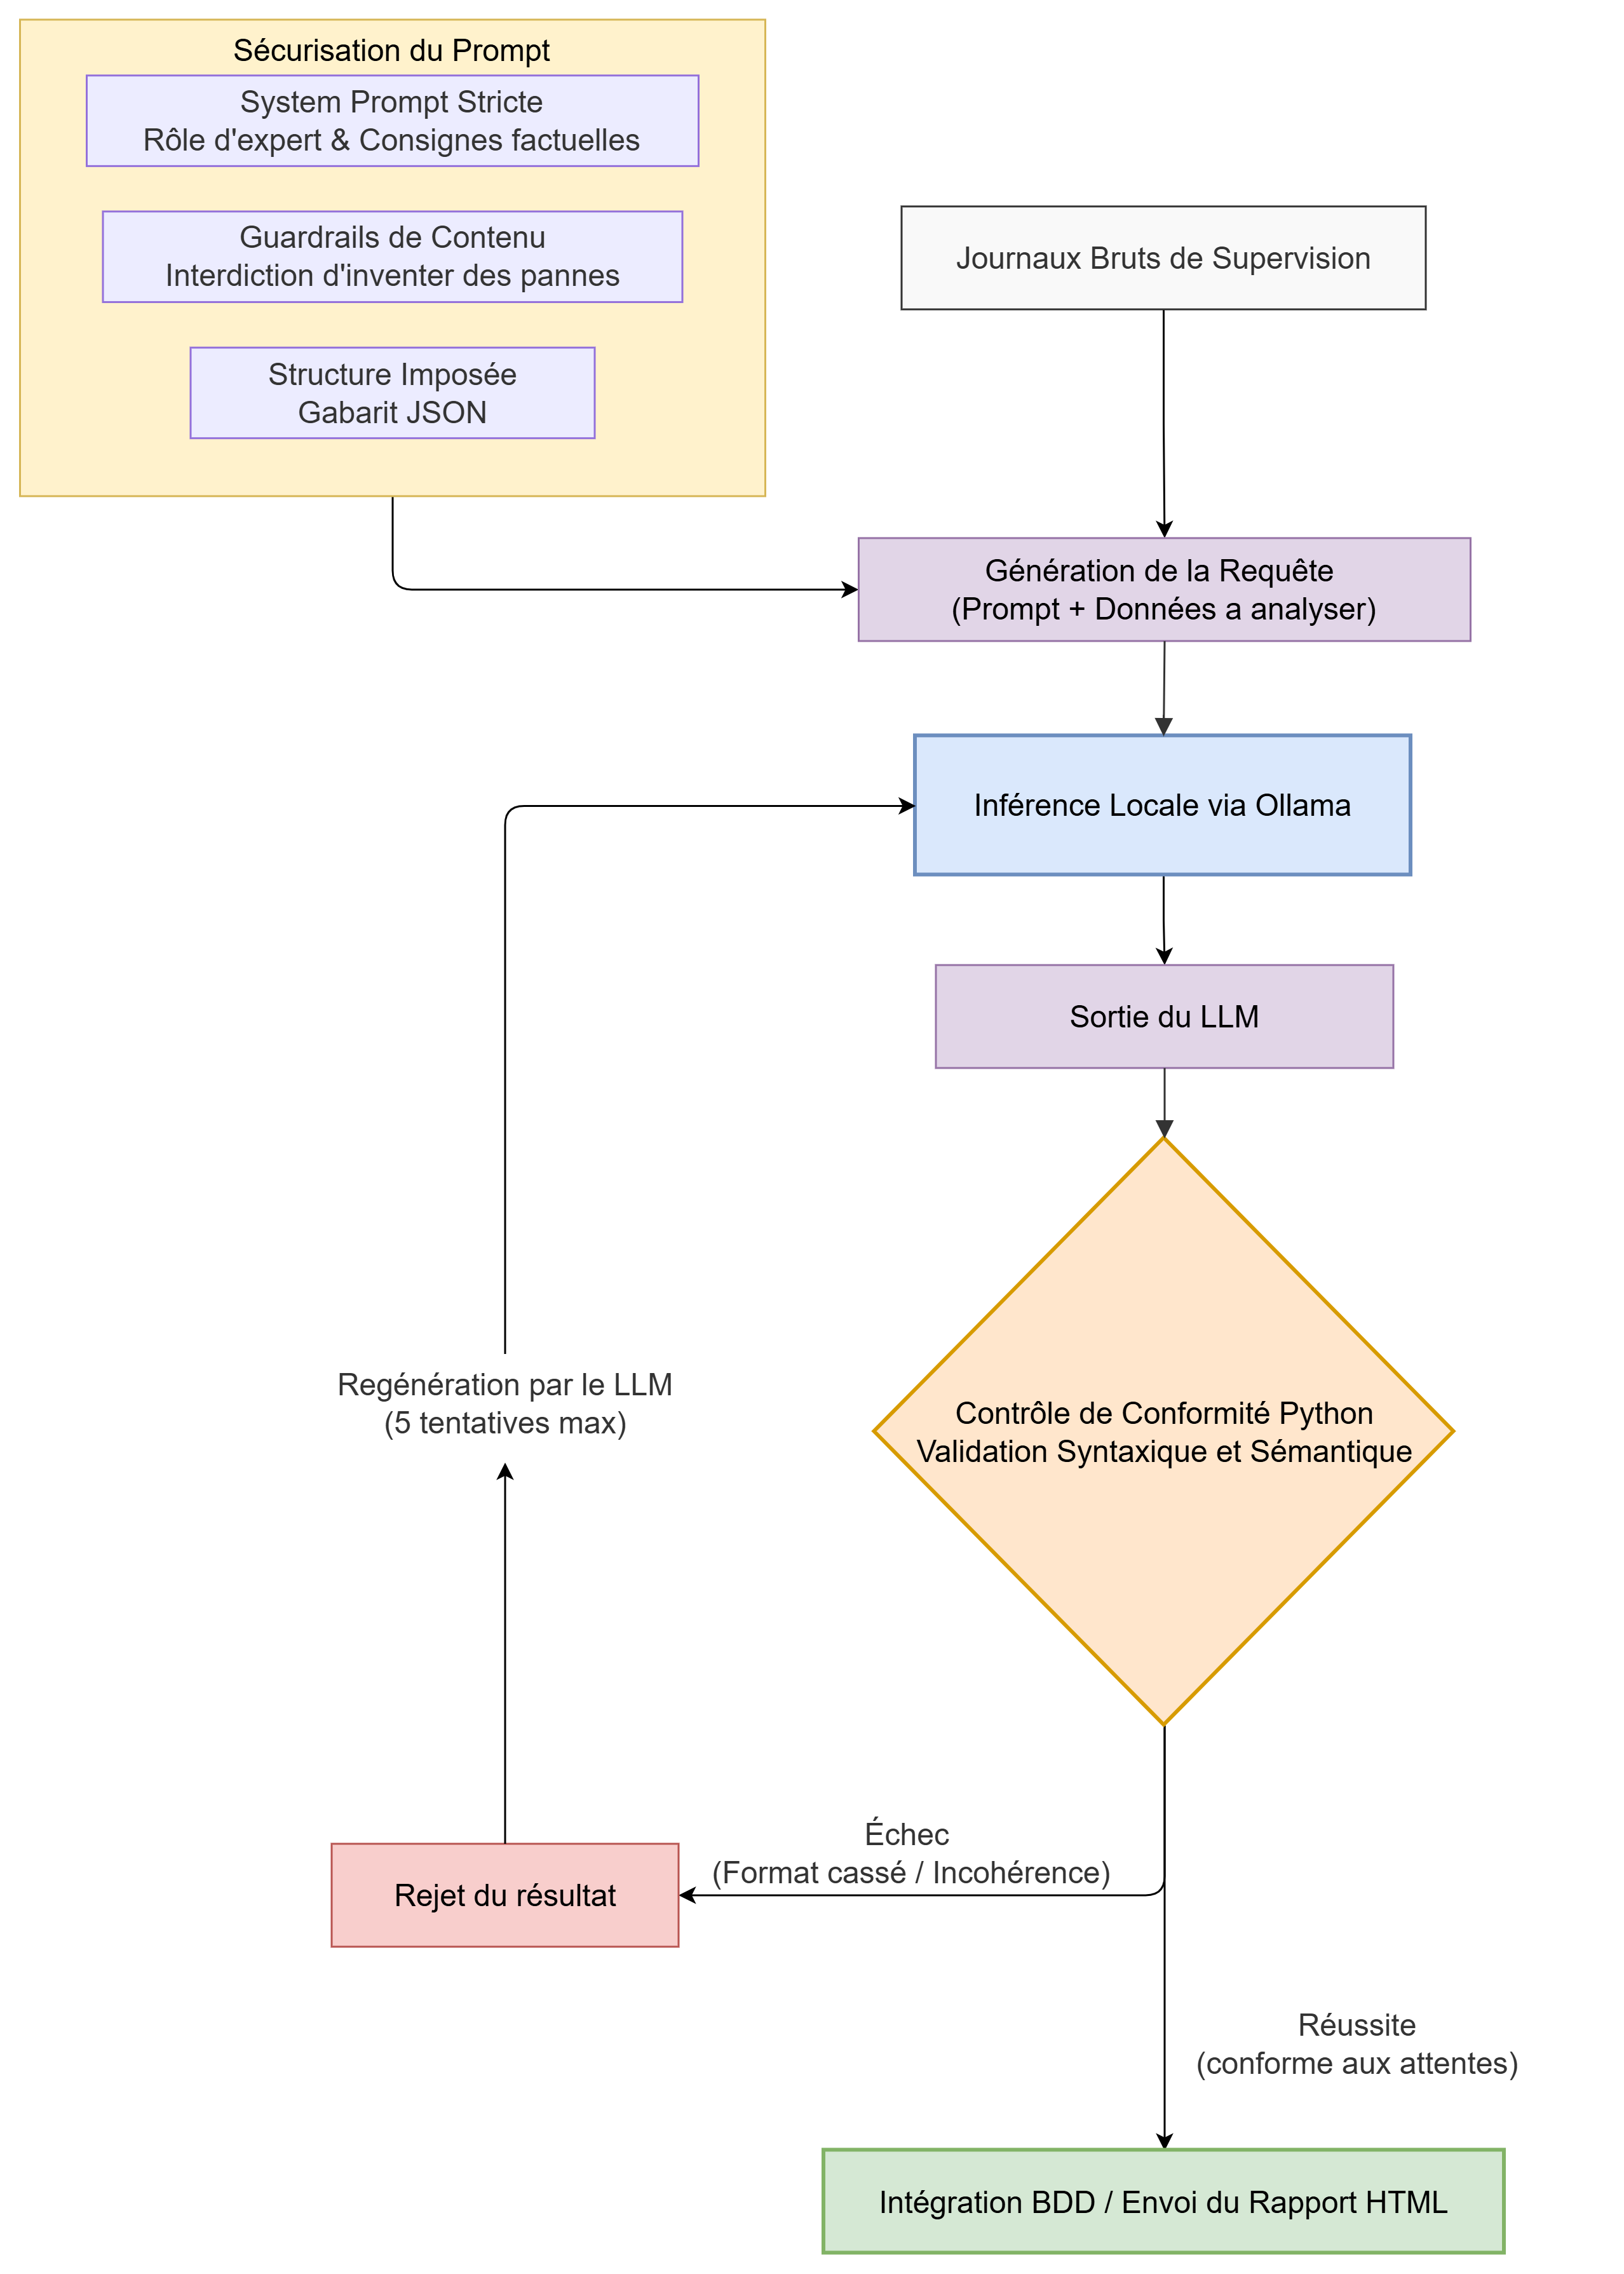 Sécurisation du Prompt
System Prompt Stricte
Rôle d'expert & Consignes factuelles
Guardrails de Contenu
Interdiction d'inventer des pannes
Structure Imposée
Gabarit JSON
Journaux Bruts de Supervision
Génération de la Requête
(Prompt + Données a analyser)
Inférence Locale via Ollama
Sortie du LLM
Contrôle de Conformité Python
Validation Syntaxique et Sémantique
Regénération par le LLM
(5 tentatives max)
Échec
(Format cassé / Incohérence)
Rejet du résultat
Réussite
(conforme aux attentes)
Intégration BDD / Envoi du Rapport HTML